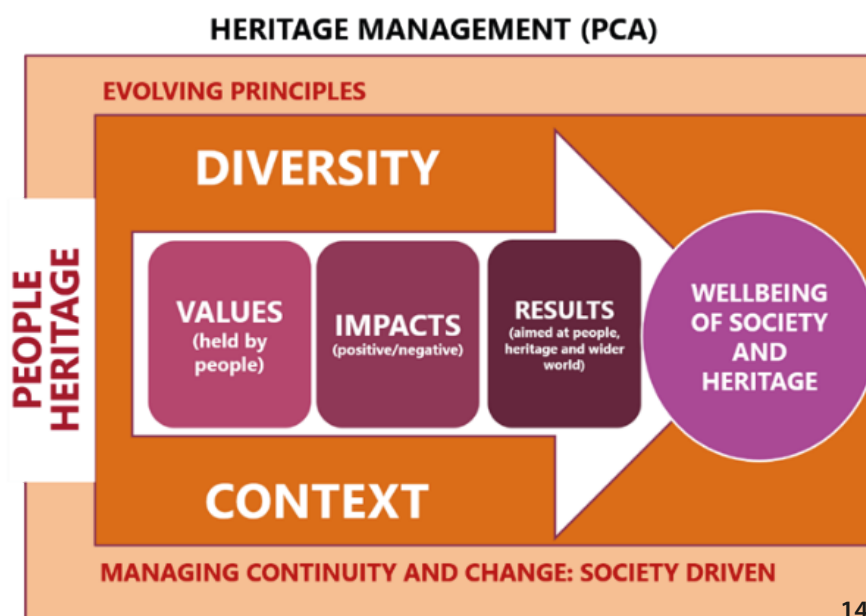 HERITAGE MANAGEMENT (PCA)
EVOLVING PRINCIPLES
DIVERSITY
PEOPLE
HERITAGE
VALUES
(held by
people)
IMPACTS
(positive/negative)
RESULTS
(aimed at people,
heritage and wider
world)
WELLBEING
OF SOCIETY
AND
HERITAGE
CONTEXT
MANAGING CONTINUITY AND CHANGE: SOCIETY DRIVEN
14